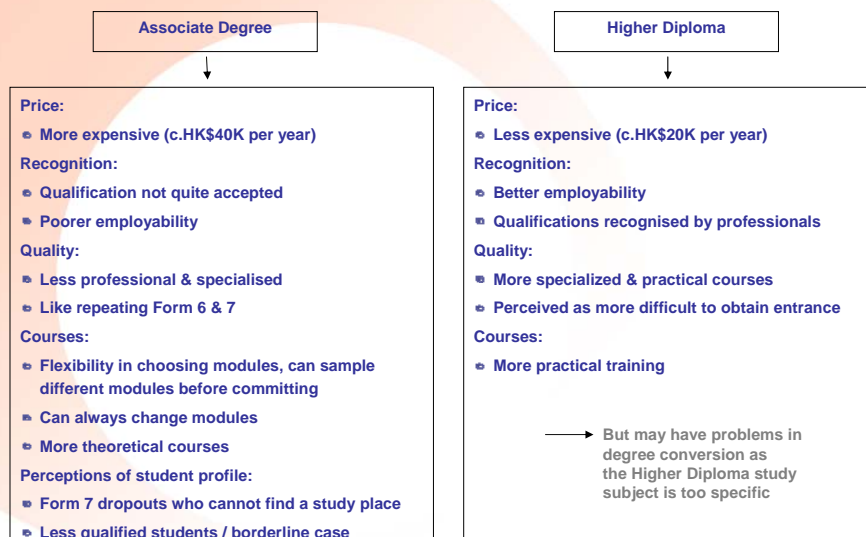 Associate Degree
Price:
More expensive (c.HK$40K per year)
Recognition:
Qualification not quite accepted
Poorer employability
Quality:
Less professional & specialised
Like repeating Form 6 & 7
Courses:
Flexibility in choosing modules, can sample
different modules before committing
Can always change modules
More theoretical courses
Perceptions of student profile:
Form 7 dropouts who cannot find a study place
Less qualified students / borderline case
Higher Diploma
Price:
Less expensive (c.HK$20K per year)
Recognition:
Better employability
Qualifications recognised by professionals
Quality:
More specialized & practical courses
Perceived as more difficult to obtain entrance
Courses:
More practical training
But may have problems in
degree conversion as
the Higher Diploma study
subject is too specific